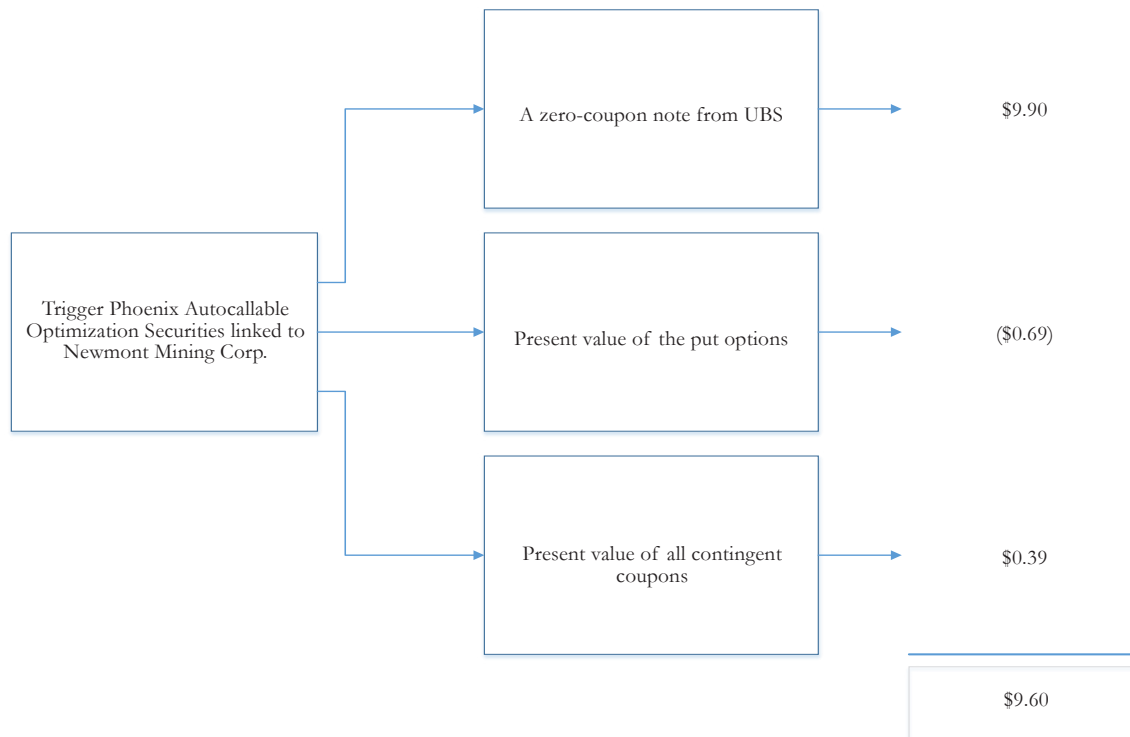 A zero-coupon note from UBS
$9.90
Trigger Phoenix Autocallable
Optimization Securities linked to
Newmont Mining Corp.
Present value of the put options
($0.69)
Present value of all contingent
coupons
$0.39
$9.60